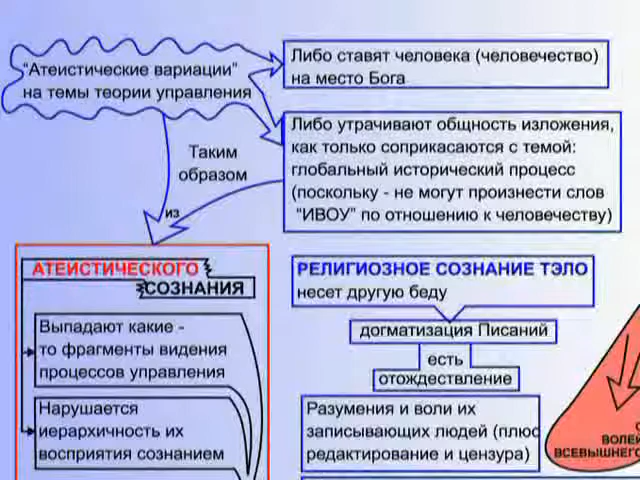 "Атеистические вариации"
на темы теории управления
Либо ставят человека (человечество)
на место Бога
Либо утрачивают общность изложения,
как только соприкасаются с темой:
глобальный исторический процесс
(поскольку - не могут произнести слов
"ИВОУ" по отношению к человечеству)
Таким
образом
из
АТЕИСТИЧЕСКОГО
СОЗНАНИЯ
Выпадают какие -
то фрагменты видения
процессов управления
Нарушается
иерархичность их
восприятия сознанием
РЕЛИГИОЗНОЕ СОЗНАНИЕ ТЭЛО
несет другую беду
догматизация Писаний
есть
отождествление
Разумения и воли их
записывающих людей (плюс
редактирование и цензура)
С
ВОЛЕЙ
ВСЕВЫШНЕГО